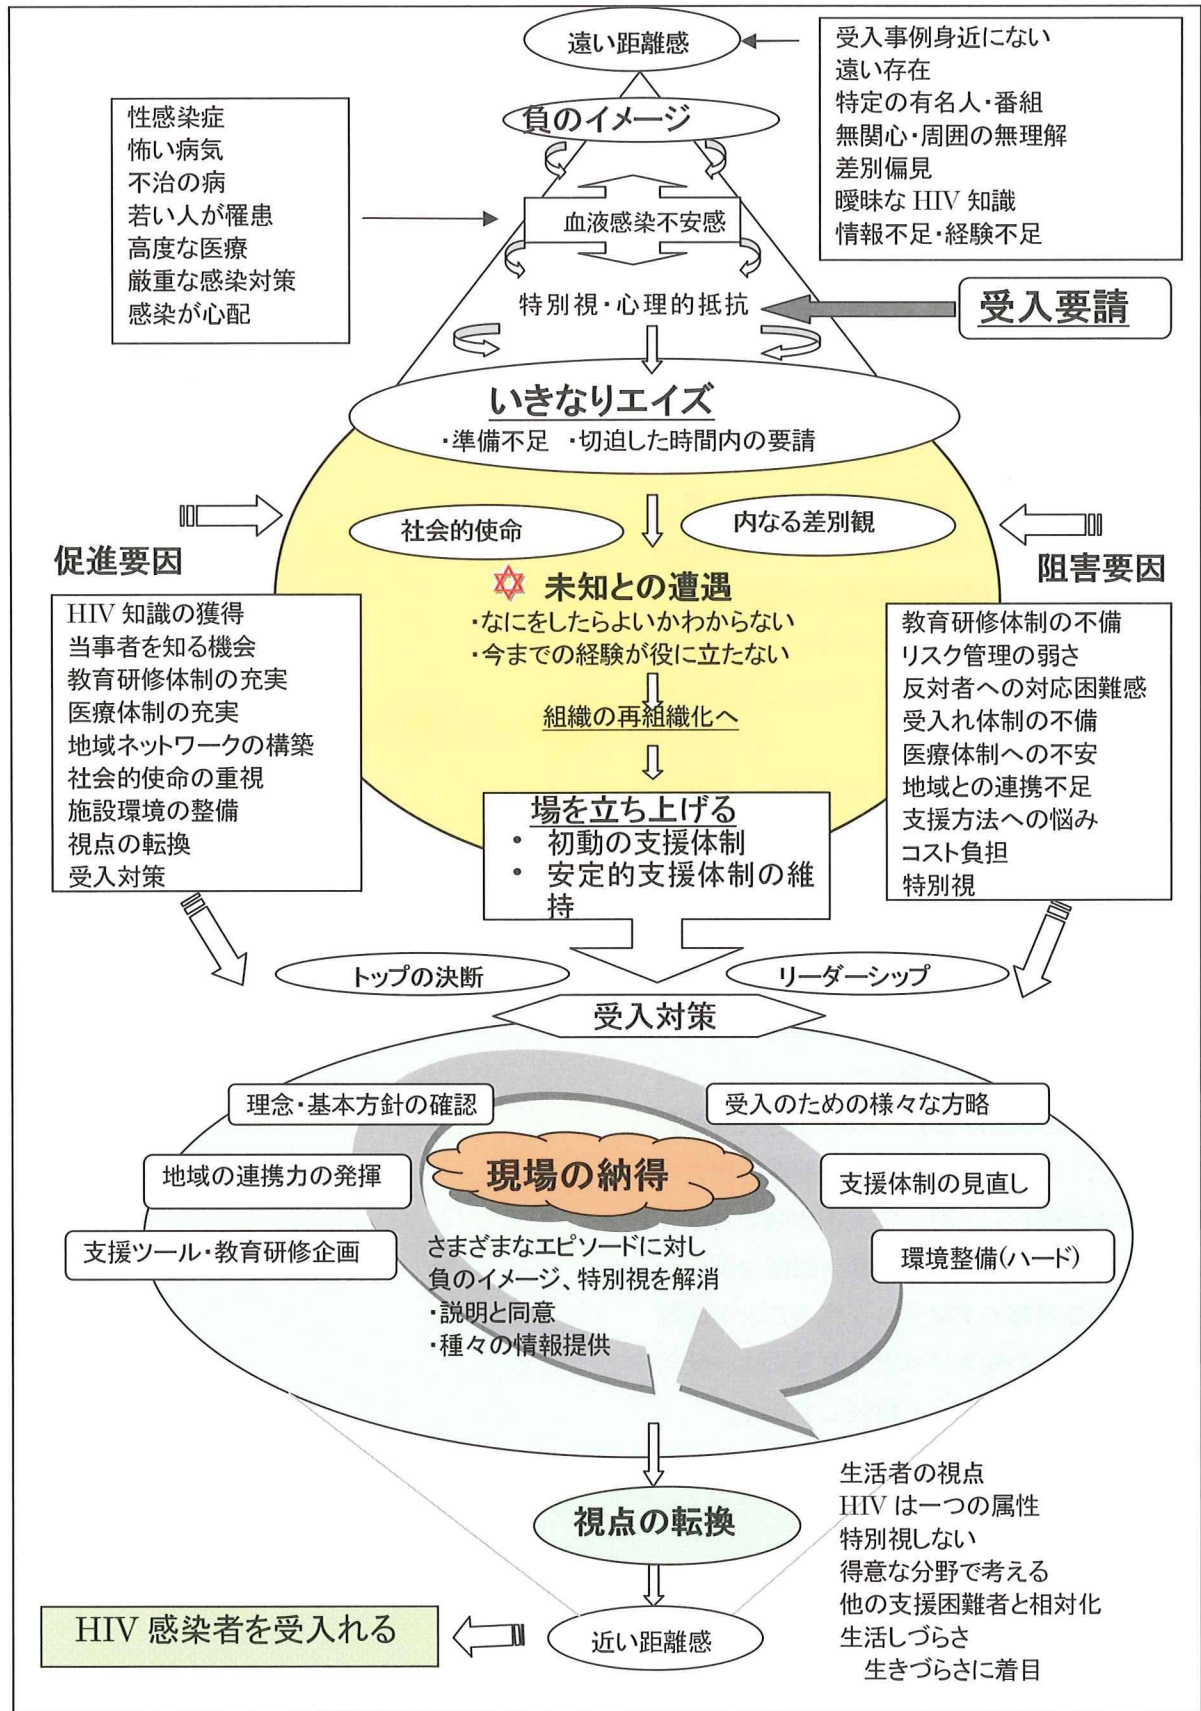 遠い距離感
受入事例身近にない
遠い存在
特定の有名人・番組
無関心・周囲の無理解
差別偏見
曖昧な HIV 知識
情報不足・経験不足
負のイメージ
性感染症
怖い病気
不治の病
若い人が罹患
高度な医療
厳重な感染対策
感染が心配
血液感染不安感
特別視・心理的抵抗
受入要請
いきなりエイズ
・準備不足 ・切迫した時間内の要請
社会的使命
内なる差別観
促進要因
HIV 知識の獲得
当事者を知る機会
教育研修体制の充実
医療体制の充実
地域ネットワークの構築
社会的使命の重視
施設環境の整備
視点の転換
受入対策
未知との遭遇
・なにをしたらよいかわからない
・今までの経験が役に立たない
組織の再組織化へ
場を立ち上げる
• 初動の支援体制
• 安定的支援体制の維
持
阻害要因
教育研修体制の不備
リスク管理の弱さ
反対者への対応困難感
受入れ体制の不備
医療体制への不安
地域との連携不足
支援方法への悩み
コスト負担
特別視
トップの決断
リーダーシップ
受入対策
理念・基本方針の確認
受入のための様々な方略
地域の連携力の発揮
現場の納得
支援体制の見直し
支援ツール・教育研修企画
環境整備(ハード)
さまざまなエピソードに対し
負のイメージ、特別視を解消
・説明と同意
・種々の情報提供
視点の転換
生活者の視点
HIV は一つの属性
特別視しない
得意な分野で考える
他の支援困難者と相対化
生活しづらさ
生きづらさに着目
近い距離感
HIV 感染者を受入れる